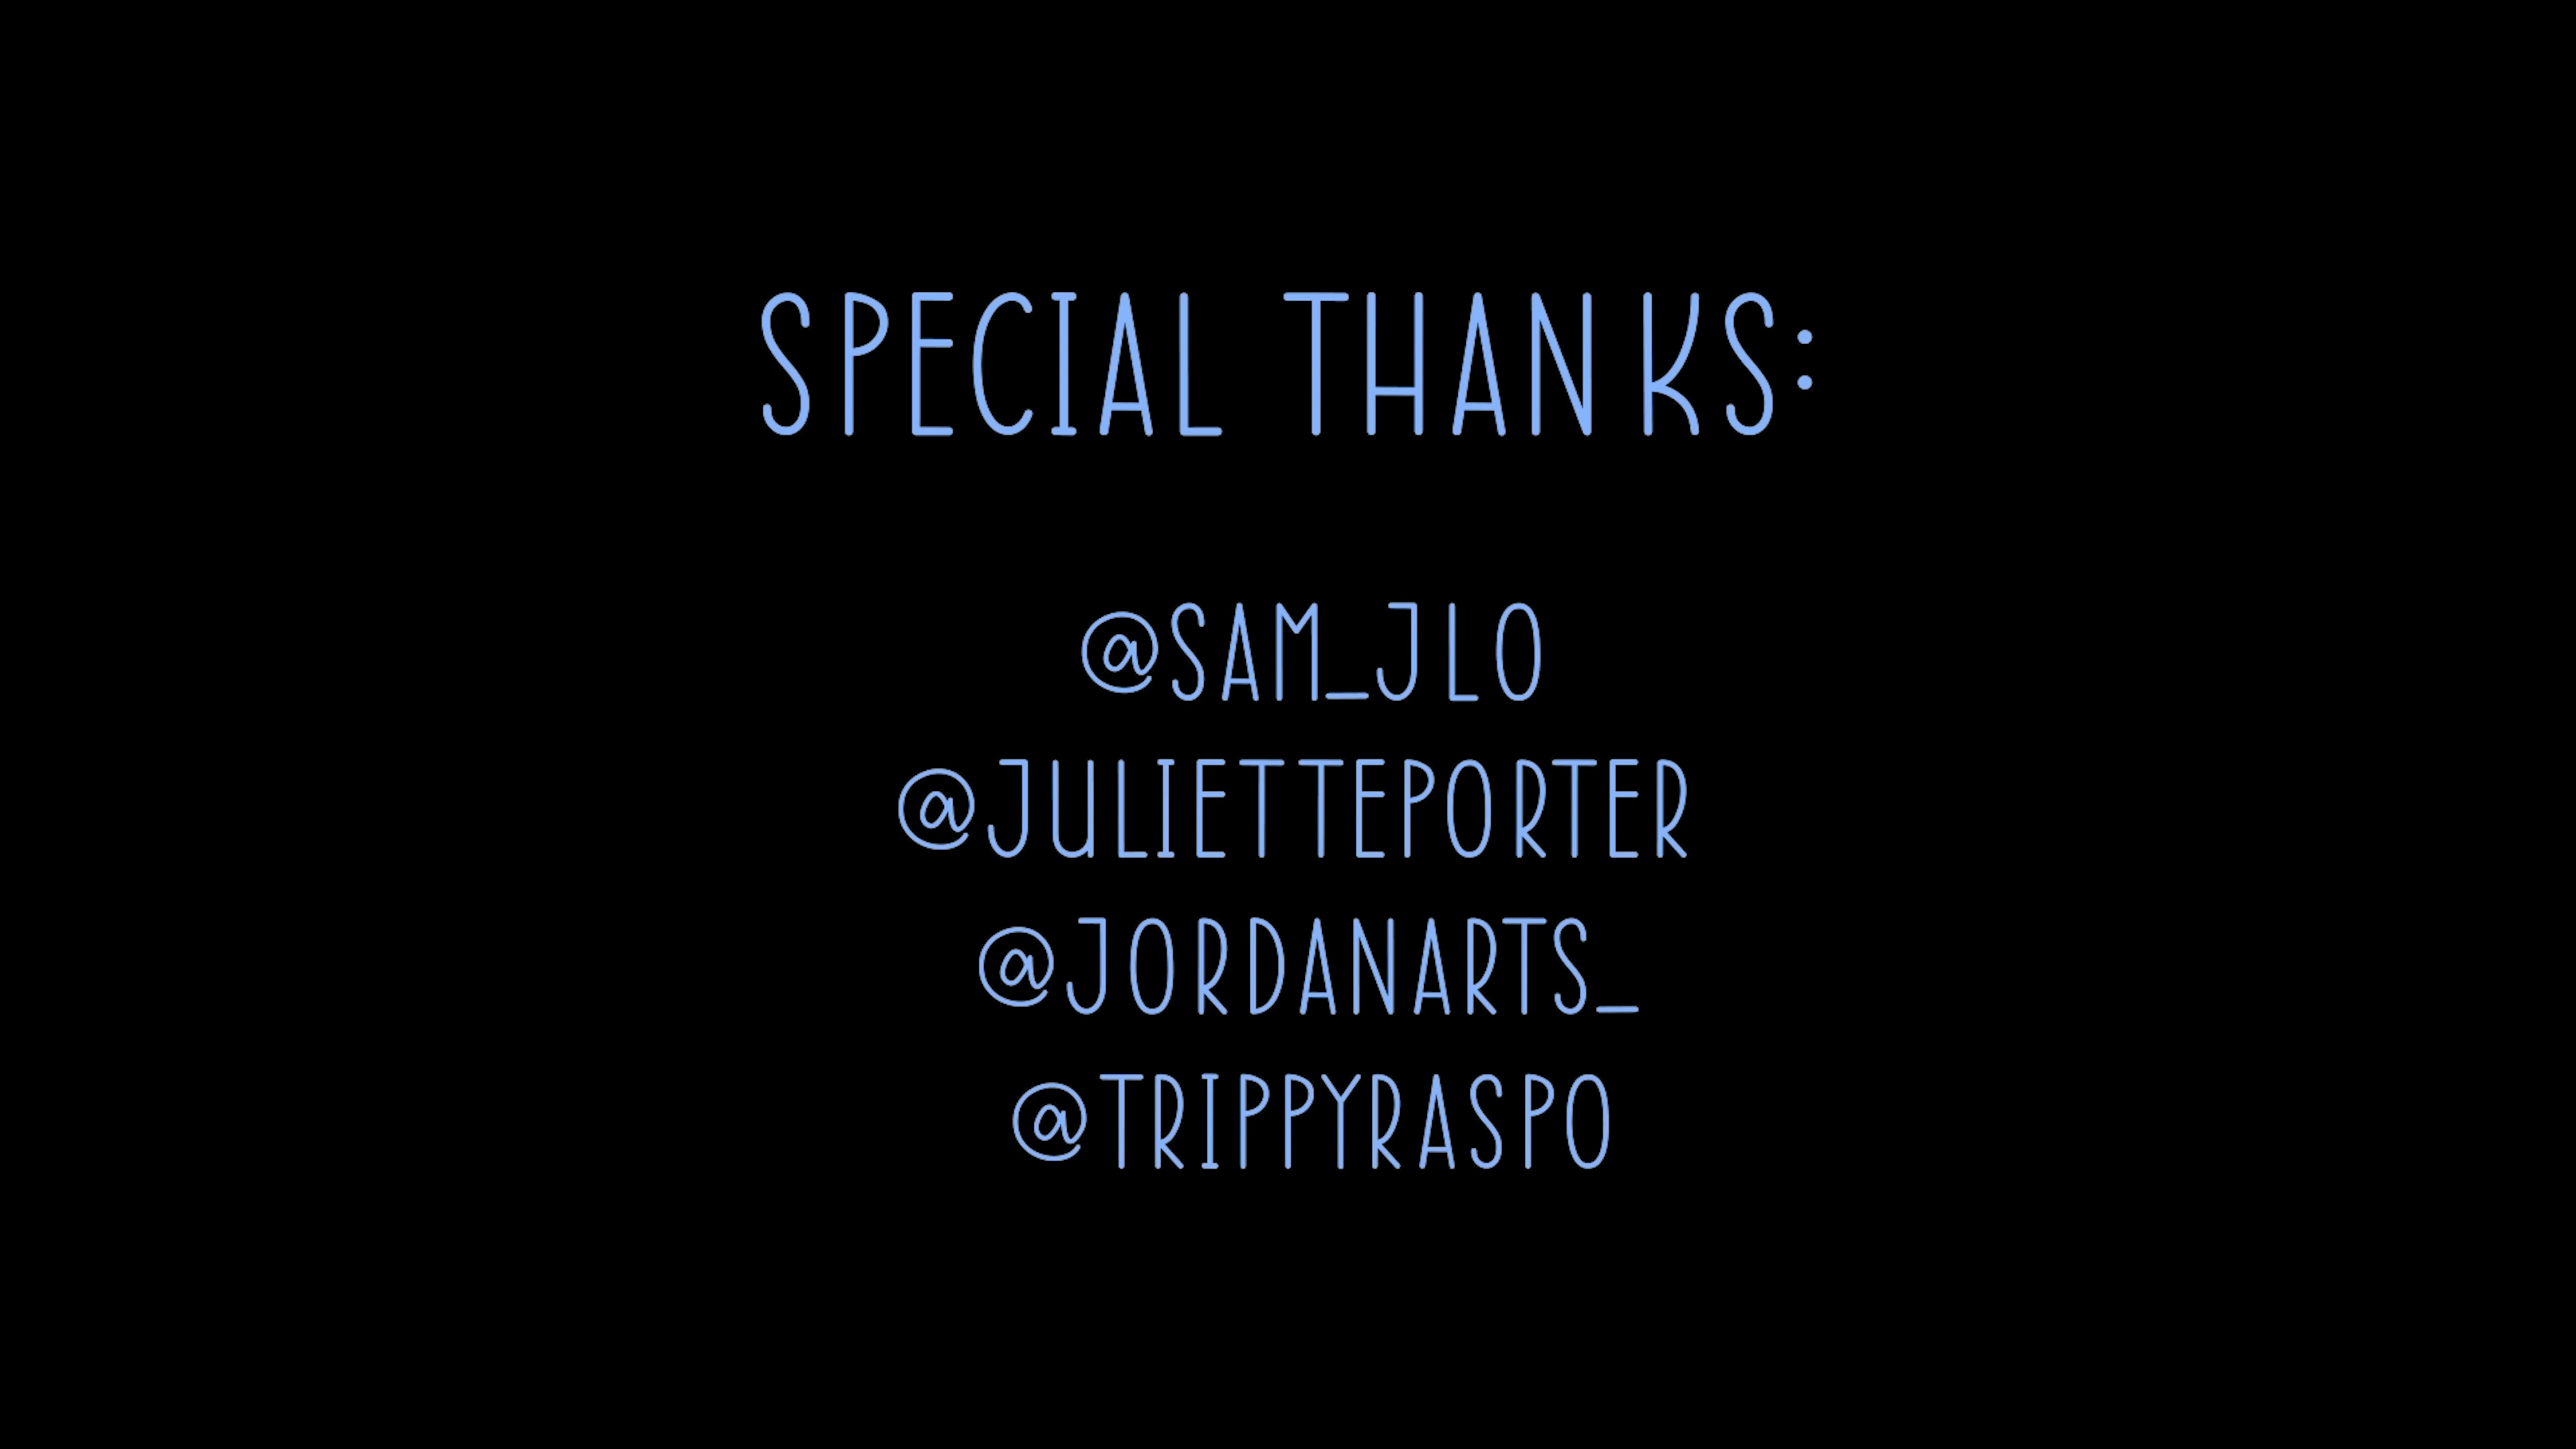 SPECIAL THANKS:
@SAM_JLO
@JULIETTEPORTER
@JORDANARTS_
@TRIPPYRASPO